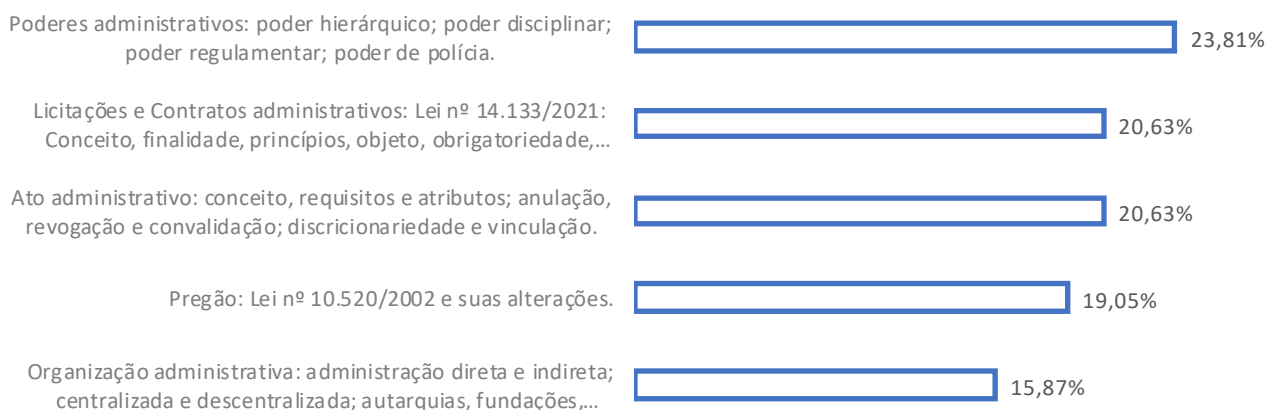 Poderes administrativos: poder hierárquico; poder disciplinar;
poder regulamentar; poder de polícia.
23,81%
Licitações e Contratos administrativos: Lei nº 14.133/2021:
Conceito, finalidade, princípios, objeto, obrigatoriedade,...
20,63%
Ato administrativo: conceito, requisitos e atributos; anulação,
revogação e convalidação; discricionariedade e vinculação.
20,63%
Pregão: Lei nº 10.520/2002 e suas alterações.
19,05%
Organização administrativa: administração direta e indireta;
centralizada e descentralizada; autarquias, fundações,...
15,87%